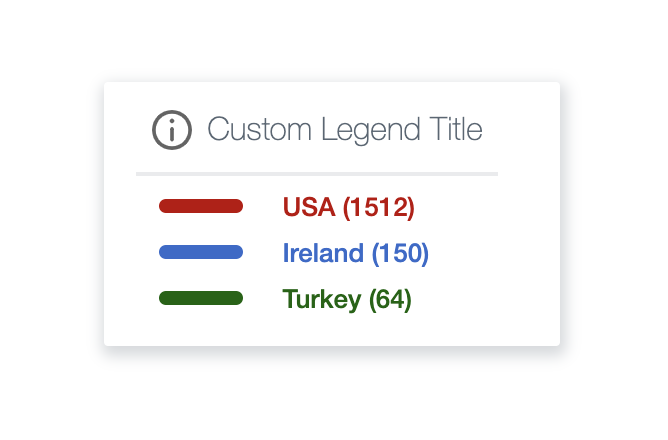 Custom Legend Title
USA (1512)
Ireland (150)
Turkey (64)